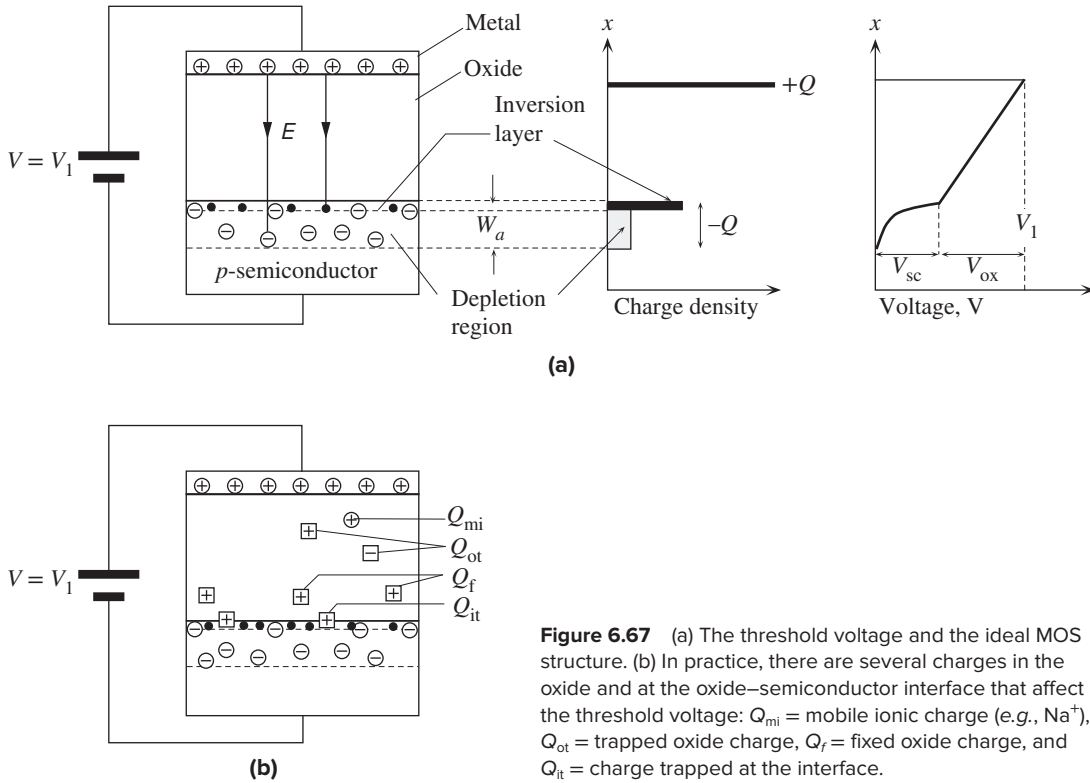 Metal
Oxide
Inversion
layer
E
V = V₁
Wₐ
p-semiconductor
Depletion
region
x
+Q
–Q
Charge density
x
V₁
Vsc
Vox
Voltage, V
(a)
V = V₁
Qmi
Qot
Qf
Qit
(b)
Figure 6.67 (a) The threshold voltage and the ideal MOS
structure. (b) In practice, there are several charges in the
oxide and at the oxide–semiconductor interface that affect
the threshold voltage: Qmi = mobile ionic charge (e.g., Na⁺),
Qot = trapped oxide charge, Qf = fixed oxide charge, and
Qit = charge trapped at the interface.